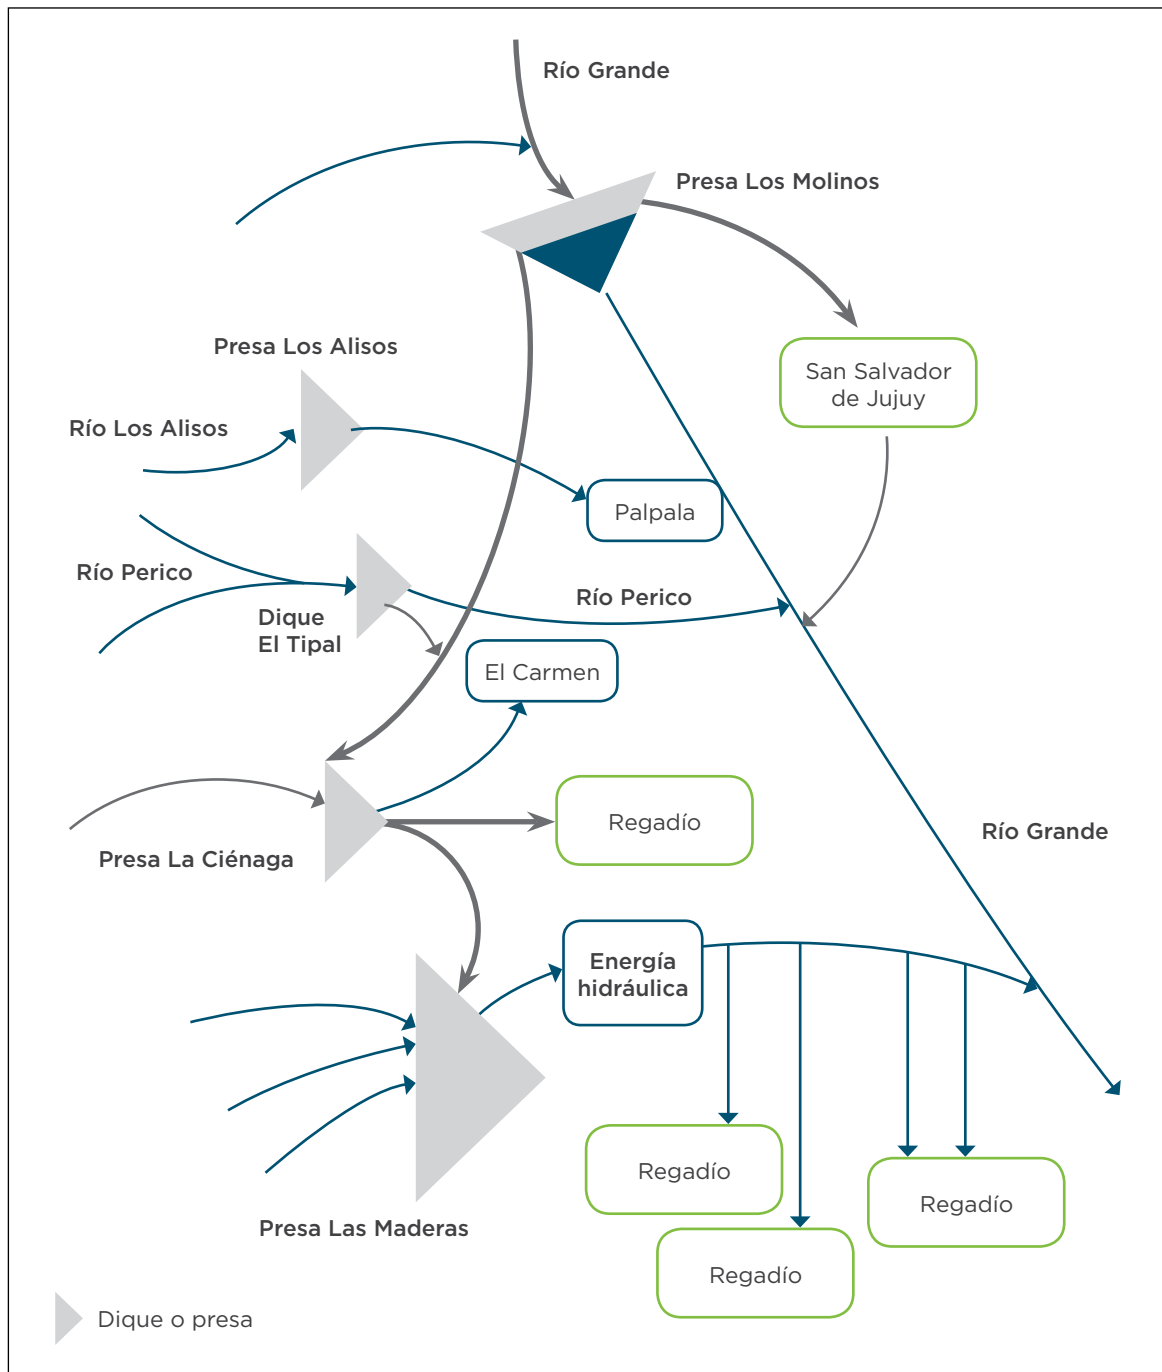 Río Grande
Presa Los Molinos
Presa Los Alisos
San Salvador
de Jujuy
Río Los Alisos
Palpala
Río Perico
Río Perico
Dique
El Tipal
El Carmen
Regadío
Río Grande
Presa La Ciénaga
Energía
hidráulica
Regadío
Regadío
Presa Las Maderas
Regadío
Dique o presa